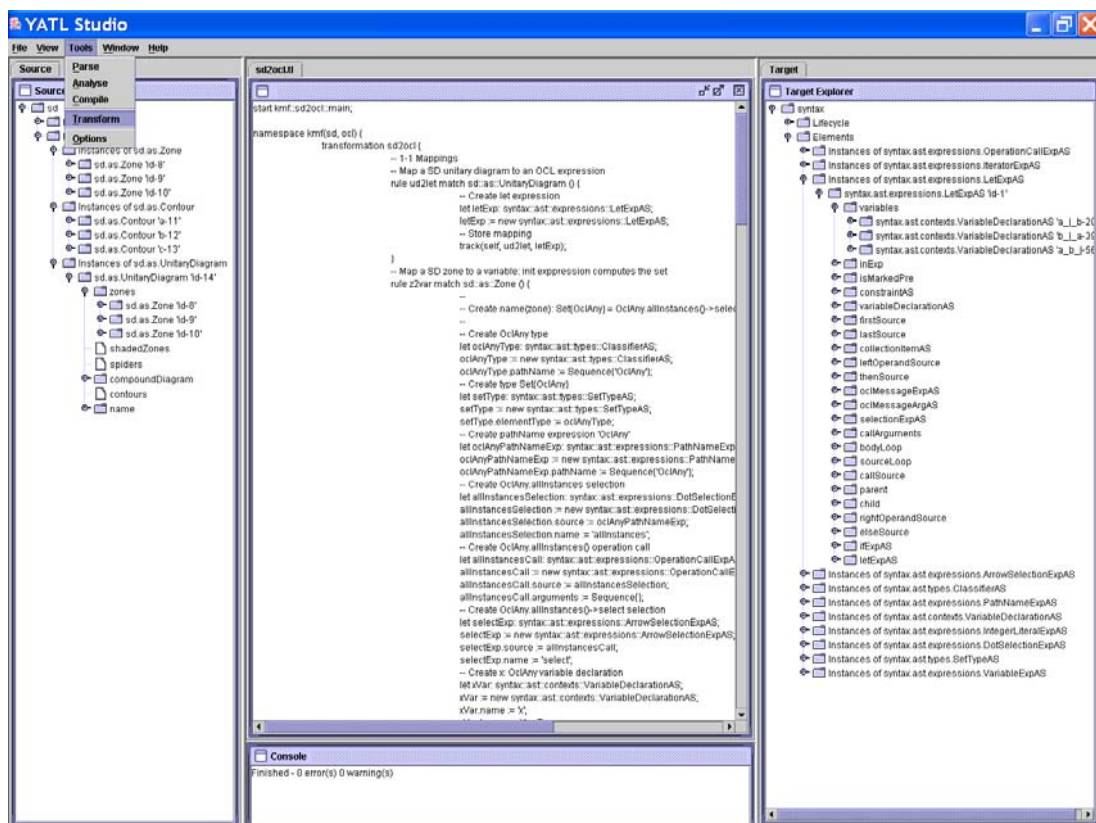 YATL Studio
File View Tools Window Help
Parse
Analyse
Compile
Transform
Options
Source
Source
sd
Instances of sd.as.Zone
sd.as.Zone 'id-8'
sd.as.Zone 'id-9'
sd.as.Zone 'id-10'
Instances of sd.as.Contour
sd.as.Contour 'a-11'
sd.as.Contour 'b-12'
sd.as.Contour 'c-13'
Instances of sd.as.UnitaryDiagram
sd.as.UnitaryDiagram 'id-14'
zones
sd.as.Zone 'id-8'
sd.as.Zone 'id-9'
sd.as.Zone 'id-10'
shadedZones
spiders
compoundDiagram
contours
name
sd2ocl.tl
start kmf::sd2ocl::main;
namespace kmf(sd, ocl) {
transformation sd2ocl {
-- 1-1 Mappings
-- Map a SD unitary diagram to an OCL expression
rule ud2let match sd::as::UnitaryDiagram () {
-- Create let expression
let letExp: syntax::ast::expressions::LetExpAS;
letExp := new syntax::ast::expressions::LetExpAS;
-- Store mapping
track(self, ud2let, letExp);
}
-- Map a SD zone to a variable: init exppression computes the set
rule z2var match sd::as::Zone () {
--
-- Create name(zone): Set(OclAny) = OclAny.allInstances()->selec
--
-- Create OclAny type
let oclAnyType: syntax::ast::types::ClassifierAS;
oclAnyType := new syntax::ast::types::ClassifierAS;
oclAnyType.pathName := Sequence{'OclAny'};
-- Create type Set(OclAny)
let setType: syntax::ast::types::SetTypeAS;
setType := new syntax::ast::types::SetTypeAS;
setType.elementType := oclAnyType;
-- Create pathName expression 'OclAny'
let oclAnyPathNameExp: syntax::ast::expressions::PathNameExp
oclAnyPathNameExp := new syntax::ast::expressions::PathName
oclAnyPathNameExp.pathName := Sequence{'OclAny'};
-- Create OclAny.allInstances selection
let allInstancesSelection: syntax::ast::expressions::DotSelectionE
allInstancesSelection := new syntax::ast::expressions::DotSelecti
allInstancesSelection.source := oclAnyPathNameExp;
allInstancesSelection.name := 'allInstances';
-- Create OclAny.allInstances() operation call
let allInstancesCall: syntax::ast::expressions::OperationCallExpA
allInstancesCall := new syntax::ast::expressions::OperationCallE
allInstancesCall.source := allInstancesSelection;
allInstancesCall.arguments := Sequence{};
-- Create OclAny.allInstances()->select selection
let selectExp: syntax::ast::expressions::ArrowSelectionExpAS;
selectExp := new syntax::ast::expressions::ArrowSelectionExpAS;
selectExp.source := allInstancesCall;
selectExp.name := 'select';
-- Create x: OclAny variable declaration
let xVar: syntax::ast::contexts::VariableDeclarationAS;
xVar := new syntax::ast::contexts::VariableDeclarationAS;
xVar.name := 'x';
Console
Finished - 0 error(s) 0 warning(s)
Target
Target Explorer
syntax
Lifecycle
Elements
Instances of syntax.ast.expressions.OperationCallExpAS
Instances of syntax.ast.expressions.IteratorExpAS
Instances of syntax.ast.expressions.LetExpAS
syntax.ast.expressions.LetExpAS 'id-1'
variables
syntax.ast.contexts.VariableDeclarationAS 'a_|_b-20
syntax.ast.contexts.VariableDeclarationAS 'b_|_a-39
syntax.ast.contexts.VariableDeclarationAS 'a_b_|-56
inExp
isMarkedPre
constraintAS
variableDeclarationAS
firstSource
lastSource
collectionItemAS
leftOperandSource
thenSource
oclMessageExpAS
oclMessageArgAS
selectionExpAS
callArguments
bodyLoop
sourceLoop
callSource
parent
child
rightOperandSource
elseSource
ifExpAS
letExpAS
Instances of syntax.ast.expressions.ArrowSelectionExpAS
Instances of syntax.ast.types.ClassifierAS
Instances of syntax.ast.expressions.PathNameExpAS
Instances of syntax.ast.contexts.VariableDeclarationAS
Instances of syntax.ast.expressions.IntegerLiteralExpAS
Instances of syntax.ast.expressions.DotSelectionExpAS
Instances of syntax.ast.types.SetTypeAS
Instances of syntax.ast.expressions.VariableExpAS